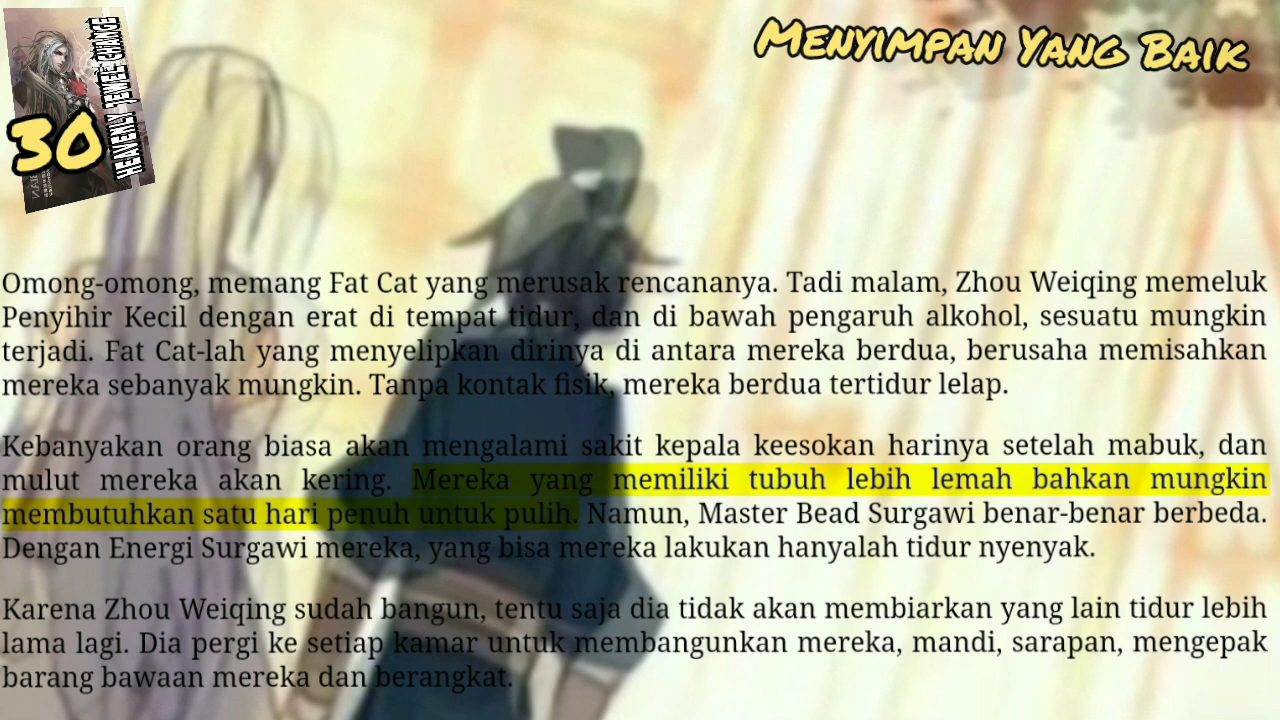 Menyimpan Yang Baik
30
HEAVENLY JEWEL CHANGE
Omong-omong, memang Fat Cat yang merusak rencananya. Tadi malam, Zhou Weiqing memeluk
Penyihir Kecil dengan erat di tempat tidur, dan di bawah pengaruh alkohol, sesuatu mungkin
terjadi. Fat Cat-lah yang menyelipkan dirinya di antara mereka berdua, berusaha memisahkan
mereka sebanyak mungkin. Tanpa kontak fisik, mereka berdua tertidur lelap.
Kebanyakan orang biasa akan mengalami sakit kepala keesokan harinya setelah mabuk, dan
mulut mereka akan kering. Mereka yang memiliki tubuh lebih lemah bahkan mungkin
membutuhkan satu hari penuh untuk pulih. Namun, Master Bead Surgawi benar-benar berbeda.
Dengan Energi Surgawi mereka, yang bisa mereka lakukan hanyalah tidur nyenyak.
Karena Zhou Weiqing sudah bangun, tentu saja dia tidak akan membiarkan yang lain tidur lebih
lama lagi. Dia pergi ke setiap kamar untuk membangunkan mereka, mandi, sarapan, mengepak
barang bawaan mereka dan berangkat.